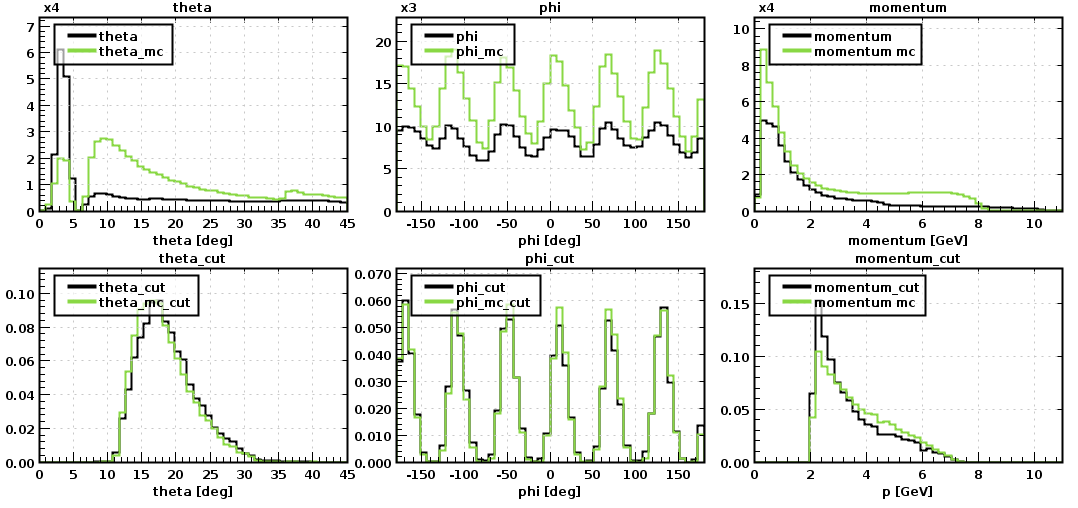 x4 theta
7
6
5
4
3
2
1
0
theta
theta_mc
0 5 10 15 20 25 30 35 40 45
theta [deg]
x3 phi
20
15
10
5
0
phi
phi_mc
-150 -100 -50 0 50 100 150
phi [deg]
x4 momentum
10
8
6
4
2
0
momentum
momentum mc
0 2 4 6 8 10
momentum [GeV]
theta_cut
0.10
0.08
0.06
0.04
0.02
0.00
theta_cut
theta_mc_cut
0 5 10 15 20 25 30 35 40 45
theta [deg]
phi_cut
0.070
0.060
0.050
0.040
0.030
0.020
0.010
0.000
phi_cut
phi_mc_cut
-150 -100 -50 0 50 100 150
phi [deg]
momentum_cut
0.15
0.10
0.05
0.00
momentum_cut
momentum mc
0 2 4 6 8 10
p [GeV]